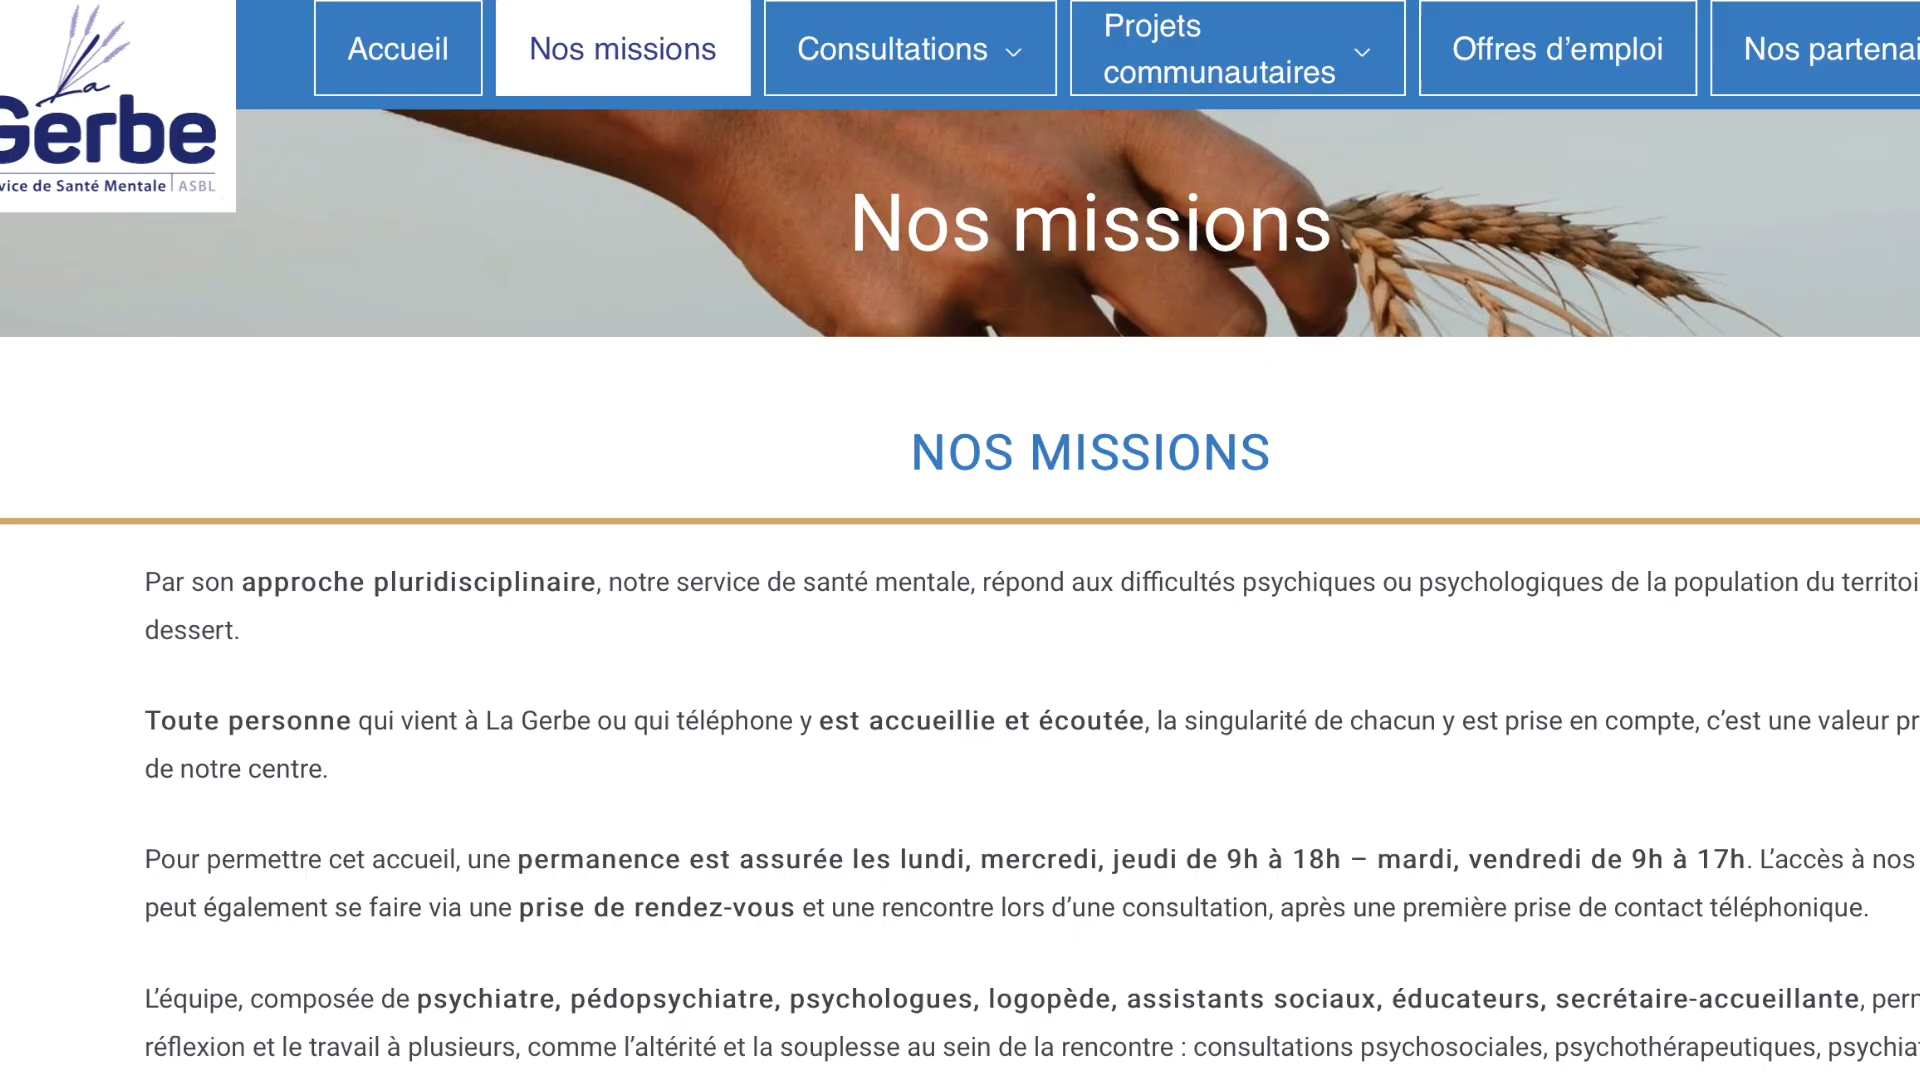 La
Gerbe
de Santé Mentale | ASBL
Accueil
Nos missions
Consultations
Projets
communautaires
Offres d’emploi
Nos
Nos missions
NOS MISSIONS
Par son approche pluridisciplinaire, notre service de santé mentale, répond aux difficultés psychiques ou psychologiques de la population du
dessert.
Toute personne qui vient à La Gerbe ou qui téléphone y est accueillie et écoutée, la singularité de chacun y est prise en compte, c’est une valeur
de notre centre.
Pour permettre cet accueil, une permanence est assurée les lundi, mercredi, jeudi de 9h à 18h – mardi, vendredi de 9h à 17h. L’accès à nos
peut également se faire via une prise de rendez-vous et une rencontre lors d’une consultation, après une première prise de contact téléphonique.
L’équipe, composée de psychiatre, pédopsychiatre, psychologues, logopède, assistants sociaux, éducateurs, secrétaire-accueillante,
réflexion et le travail à plusieurs, comme l’altérité et la souplesse au sein de la rencontre : consultations psychosociales, psychothérapeutiques,